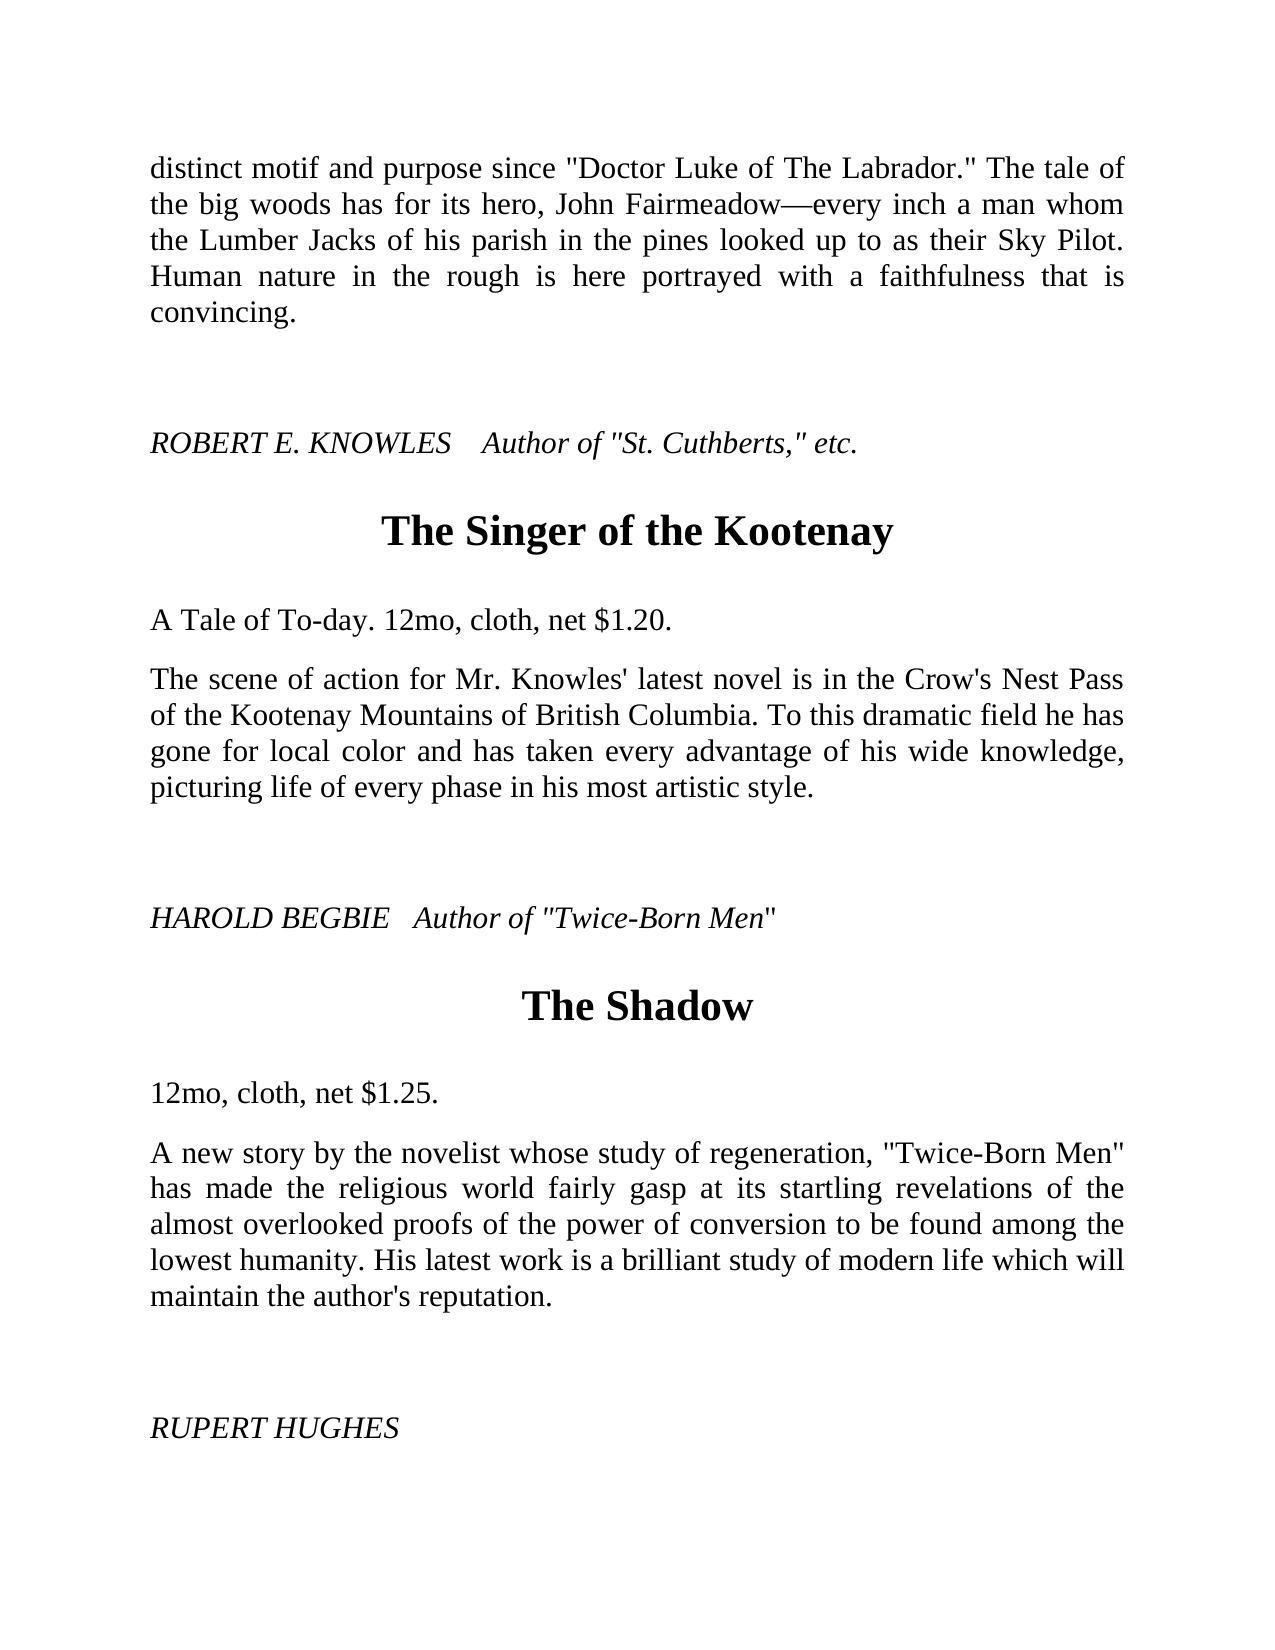 distinct motif and purpose since "Doctor Luke of The Labrador." The tale of
the big woods has for its hero, John Fairmeadow—every inch a man whom
the Lumber Jacks of his parish in the pines looked up to as their Sky Pilot.
Human nature in the rough is here portrayed with a faithfulness that is
convincing.
ROBERT E. KNOWLES Author of "St. Cuthberts," etc.
The Singer of the Kootenay
A Tale of To-day. 12mo, cloth, net $1.20.
The scene of action for Mr. Knowles' latest novel is in the Crow's Nest Pass
of the Kootenay Mountains of British Columbia. To this dramatic field he has
gone for local color and has taken every advantage of his wide knowledge,
picturing life of every phase in his most artistic style.
HAROLD BEGBIE Author of "Twice-Born Men"
The Shadow
12mo, cloth, net $1.25.
A new story by the novelist whose study of regeneration, "Twice-Born Men"
has made the religious world fairly gasp at its startling revelations of the
almost overlooked proofs of the power of conversion to be found among the
lowest humanity. His latest work is a brilliant study of modern life which will
maintain the author's reputation.
RUPERT HUGHES